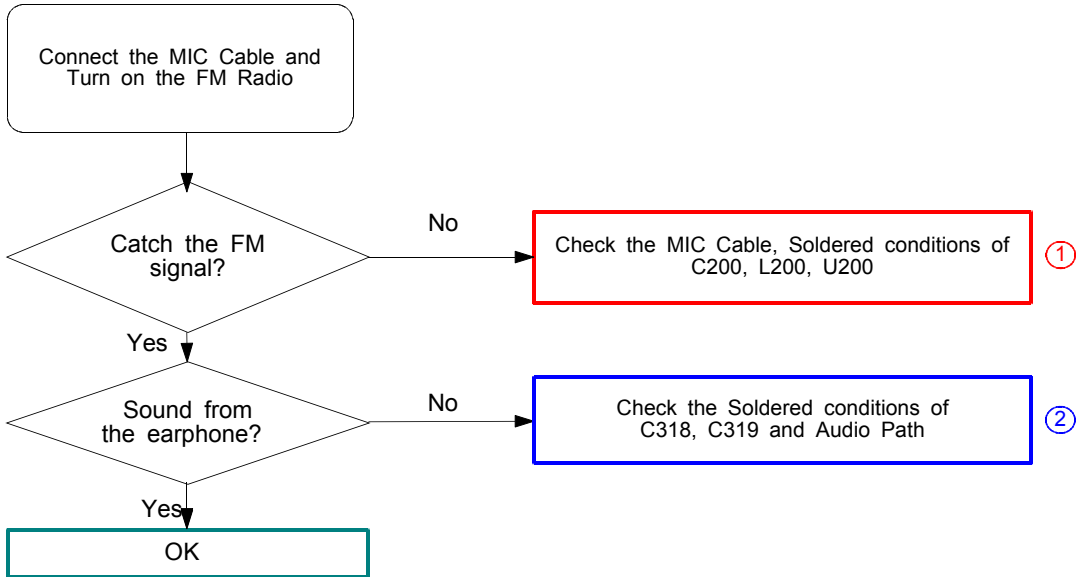 Connect the MIC Cable and
Turn on the FM Radio
Catch the FM
signal?
No
Check the MIC Cable, Soldered conditions of
C200, L200, U200
1
Yes
Sound from
the earphone?
No
Check the Soldered conditions of
C318, C319 and Audio Path
2
Yes
OK